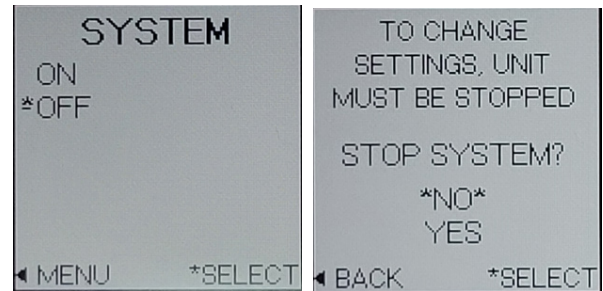 SYSTEM
ON
*OFF
◄ MENU *SELECT
TO CHANGE
SETTINGS, UNIT
MUST BE STOPPED
STOP SYSTEM?
*NO*
YES
◄ BACK *SELECT